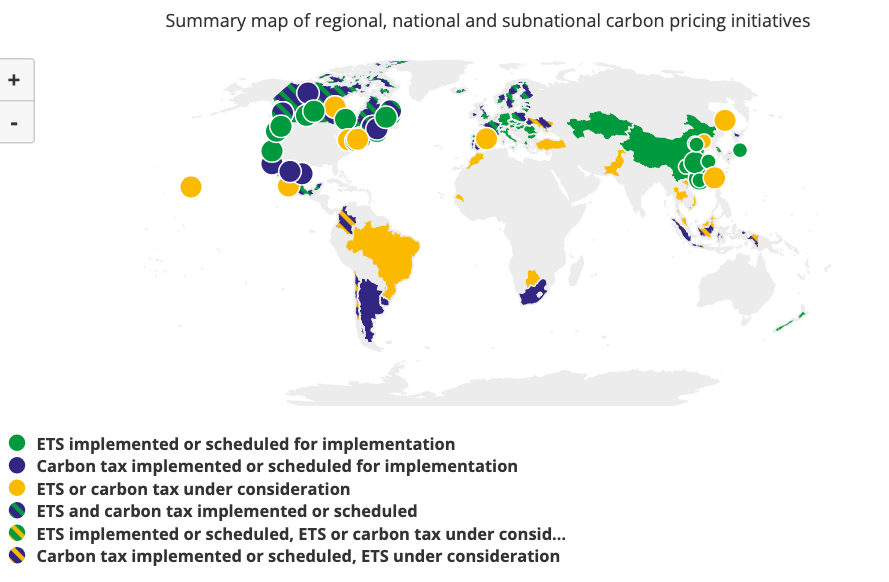 Summary map of regional, national and subnational carbon pricing initiatives
+
-
ETS implemented or scheduled for implementation
Carbon tax implemented or scheduled for implementation
ETS or carbon tax under consideration
ETS and carbon tax implemented or scheduled
ETS implemented or scheduled, ETS or carbon tax under consid...
Carbon tax implemented or scheduled, ETS under consideration